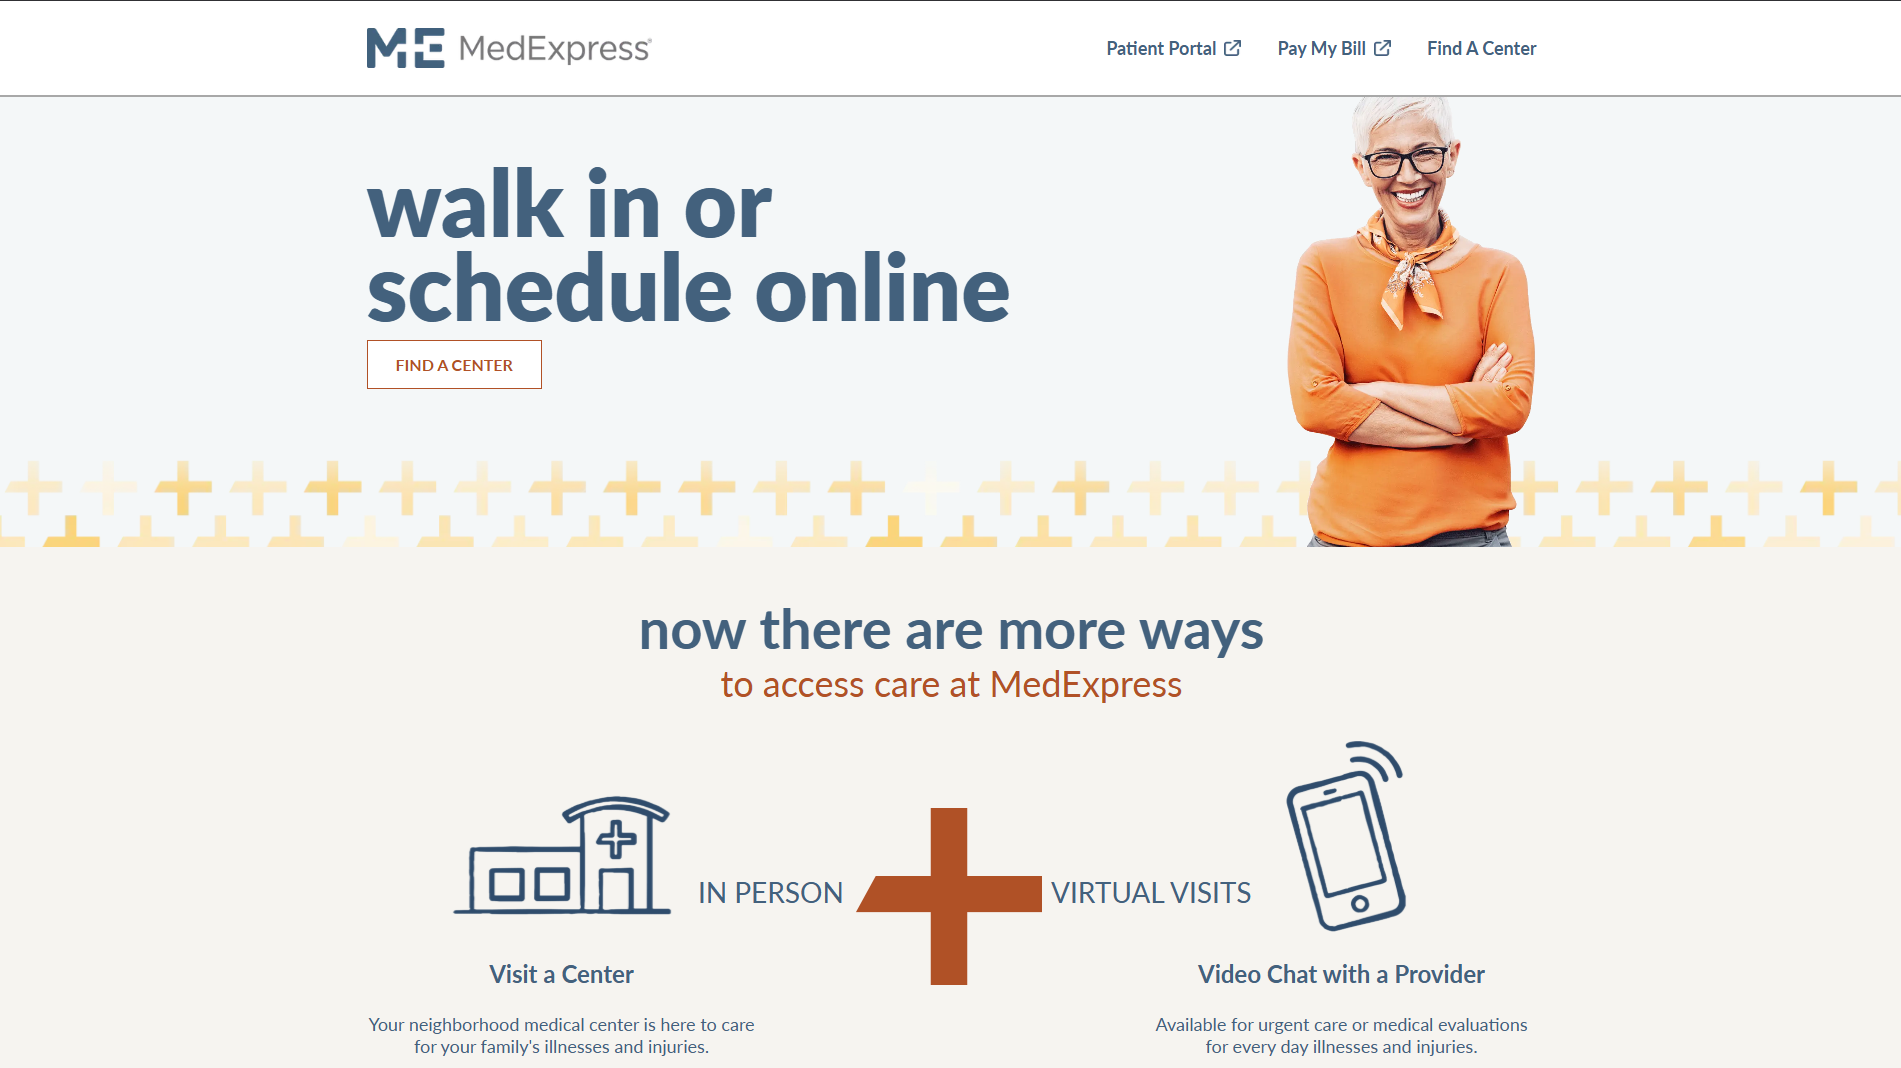 ME MedExpress®
Patient Portal
Pay My Bill
Find A Center
walk in or
schedule online
FIND A CENTER
now there are more ways
to access care at MedExpress
IN PERSON
VIRTUAL VISITS
Visit a Center
Your neighborhood medical center is here to care
for your family's illnesses and injuries.
Video Chat with a Provider
Available for urgent care or medical evaluations
for every day illnesses and injuries.